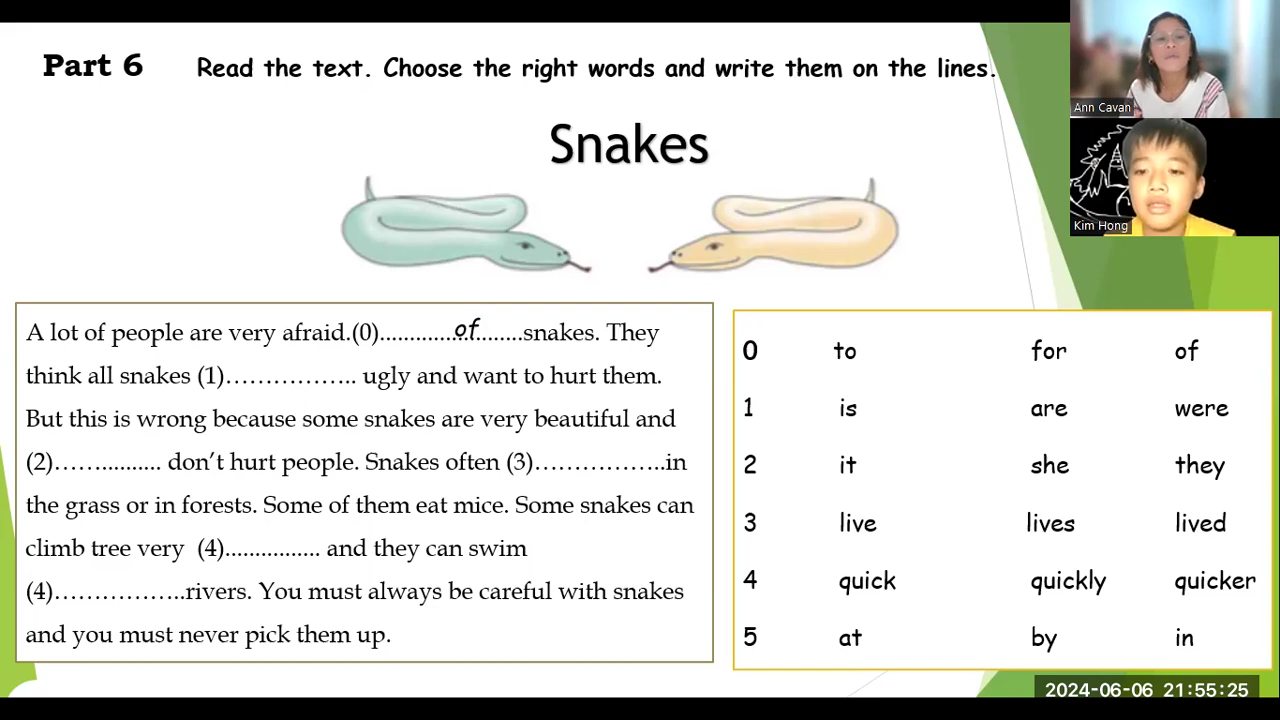 Part 6 Read the text. Choose the right words and write them on the lines.
Snakes
A lot of people are very afraid.(0)............of........snakes. They
think all snakes (1)…………….. ugly and want to hurt them.
But this is wrong because some snakes are very beautiful and
(2)……......... don’t hurt people. Snakes often (3)……………..in
the grass or in forests. Some of them eat mice. Some snakes can
climb tree very (4)................ and they can swim
(4)……………..rivers. You must always be careful with snakes
and you must never pick them up.
0 to for of
1 is are were
2 it she they
3 live lives lived
4 quick quickly quicker
5 at by in
Ann Cavan
Kim Hong
2024-06-06 21:55:25